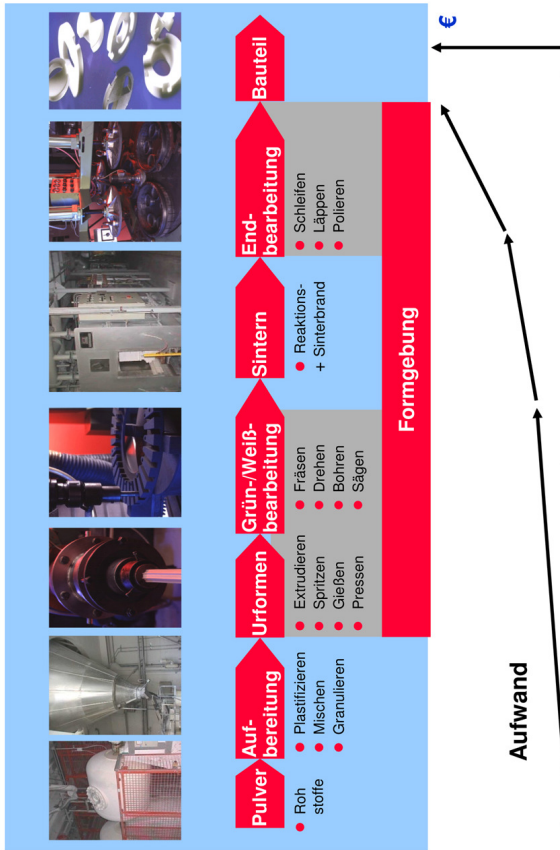 Pulver
Roh
stoffe
Auf-
bereitung
Plastifizieren
Mischen
Granulieren
Urformen
Extrudieren
Spritzen
Gießen
Pressen
Grün-/Weiß-
bearbeitung
Fräsen
Drehen
Bohren
Sägen
Sintern
Reaktions-
+ Sinterbrand
End-
bearbeitung
Schleifen
Läppen
Polieren
Bauteil
Formgebung
Aufwand
€